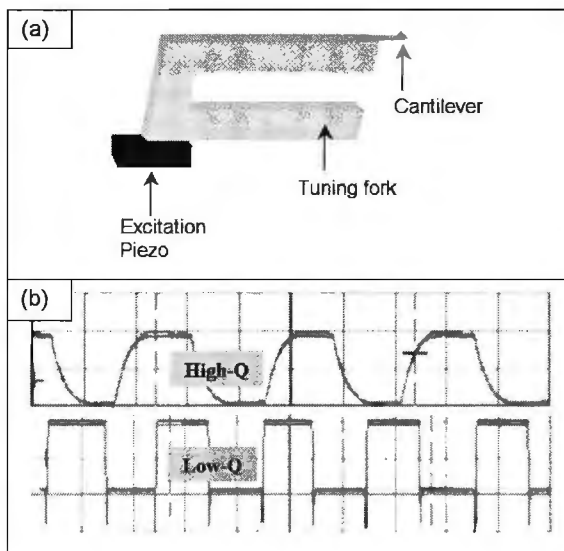 (a)
Cantilever
Tuning fork
Excitation
Piezo
(b)
High-Q
Low-Q